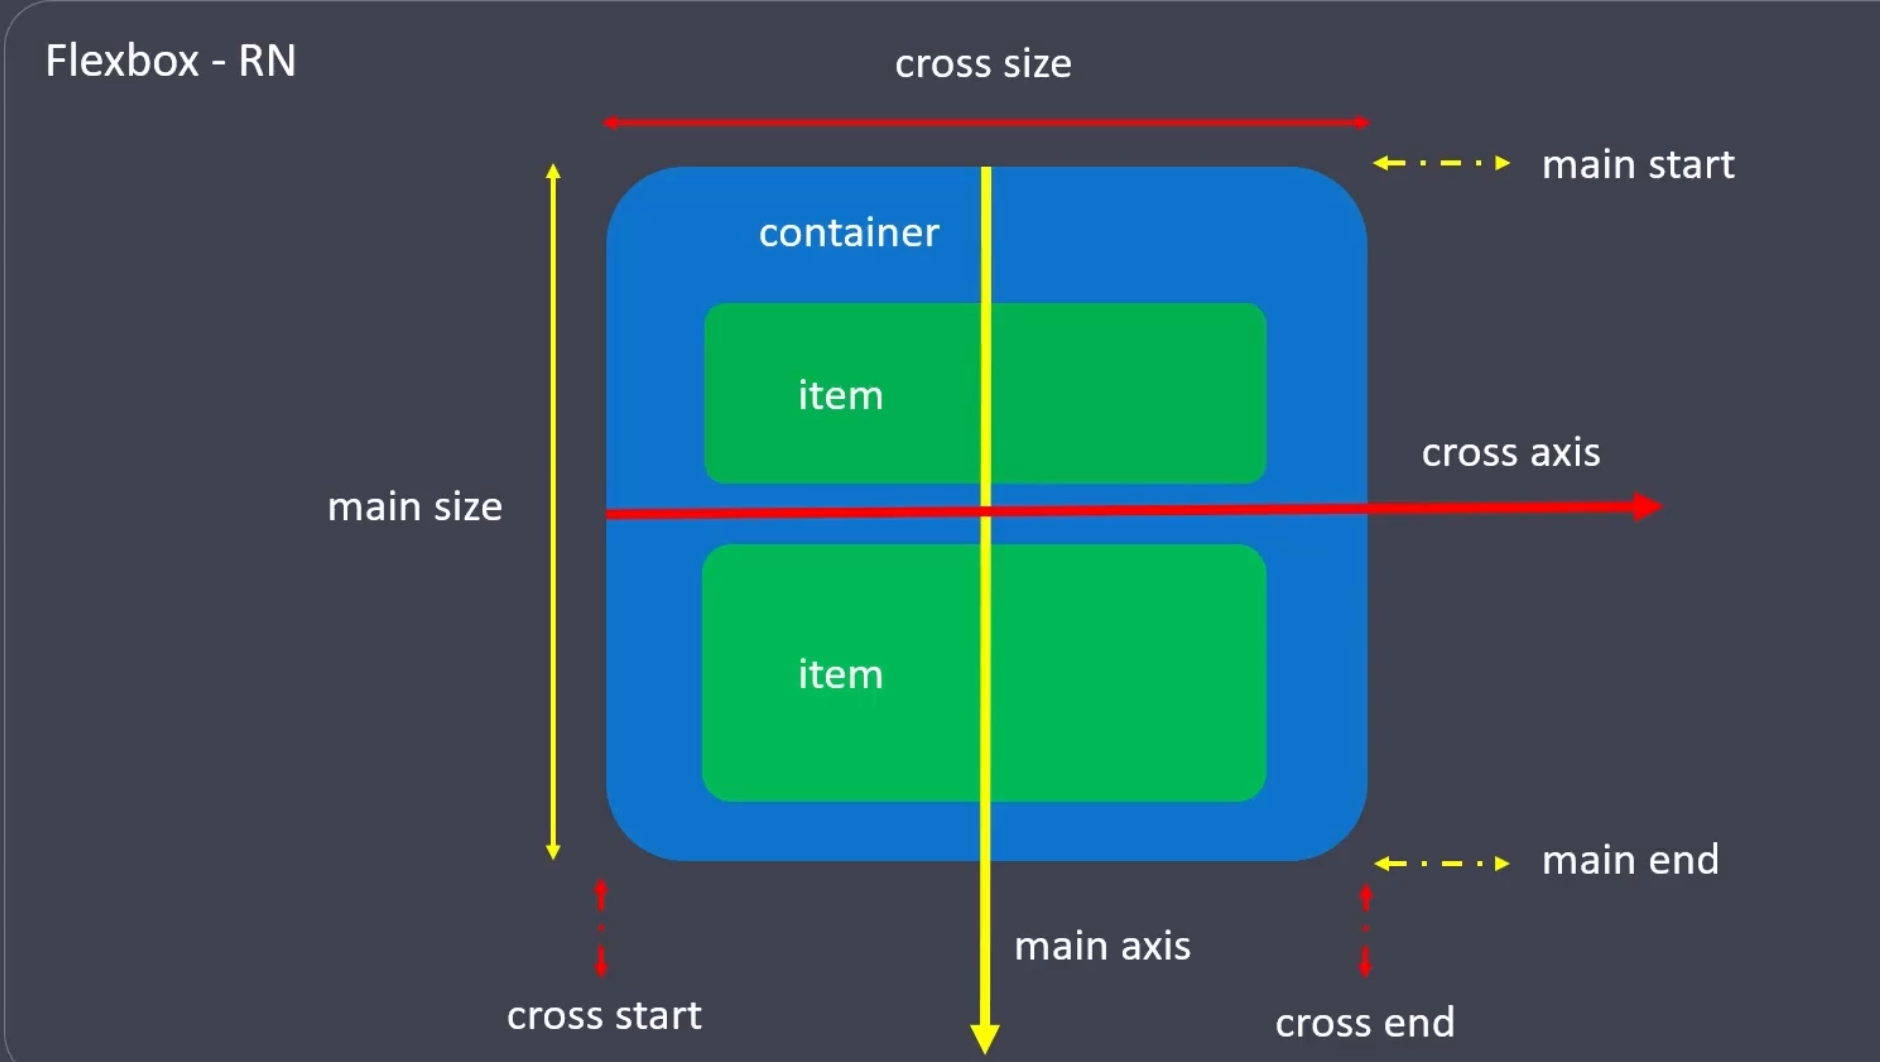 Flexbox - RN
cross size
main start
container
item
cross axis
main size
item
main end
main axis
cross start
cross end